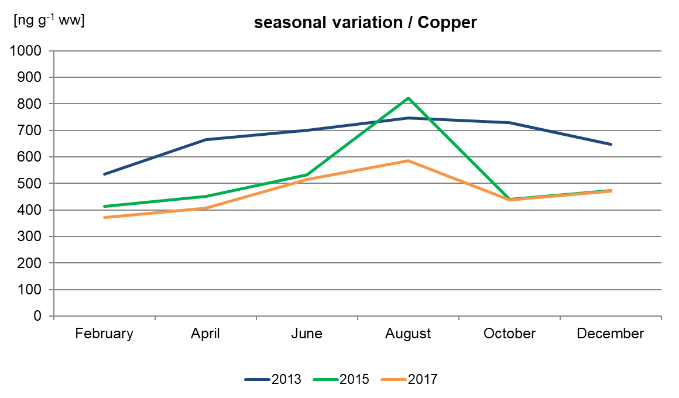 [ng g-1 ww]
seasonal variation / Copper
1000
900
800
700
600
500
400
300
200
100
0
February April June August October December
2013 2015 2017